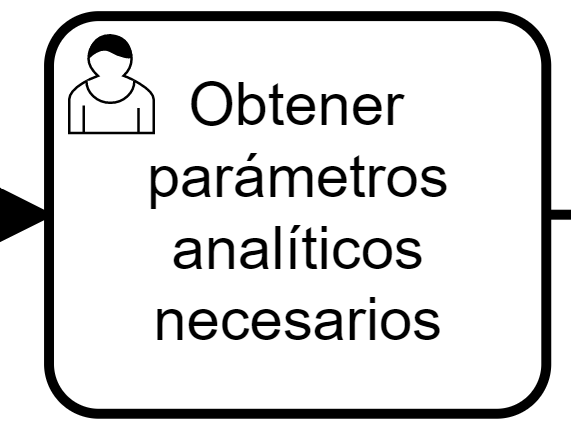 Obtener
parámetros
analíticos
necesarios